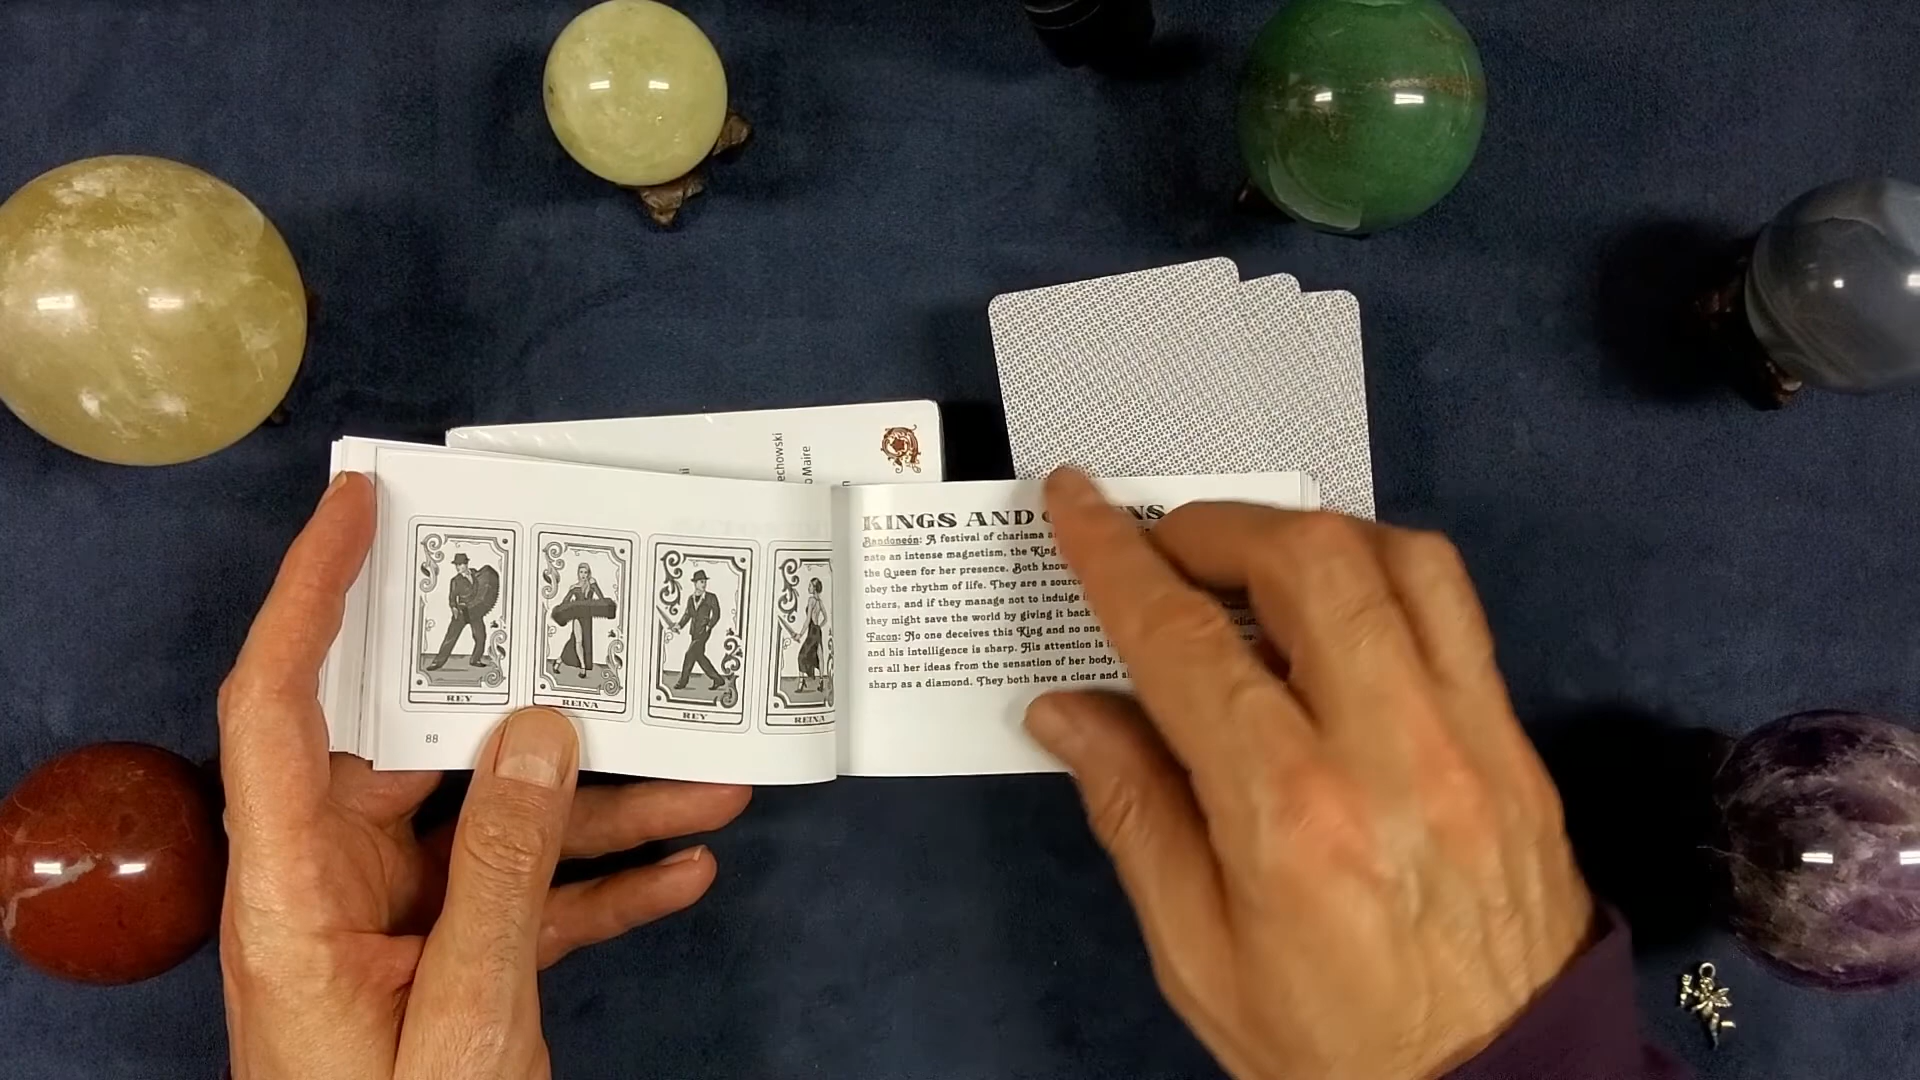 echowski
o Maire
REY
REINA
REY
REINA
88
KINGS AND
Bandoneón: A festival of charisma
nate an intense magnetism, the King
the Queen for her presence. Both know
obey the rhythm of life. They are a source
others, and if they manage not to indulge
they might save the world by giving it back
Facon: No one deceives this King and no one
and his intelligence is sharp. His attention is
ers all her ideas from the sensation of her body,
sharp as a diamond. They both have a clear and